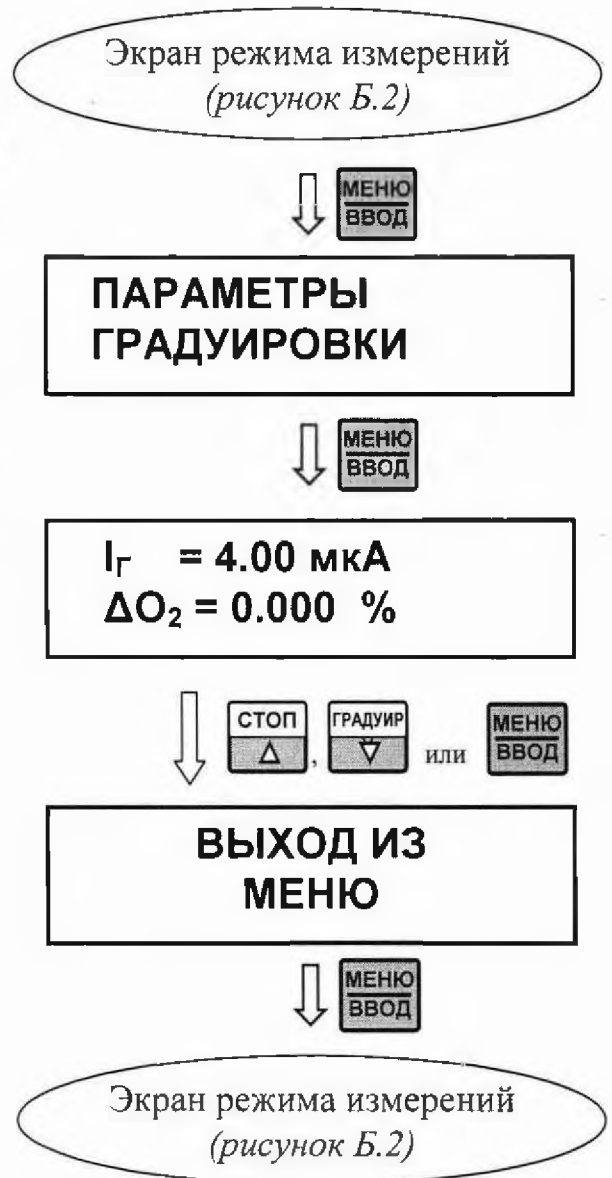 Экран режима измерений
(рисунок Б.2)
МЕНЮ
ВВОД
ПАРАМЕТРЫ
ГРАДУИРОВКИ
МЕНЮ
ВВОД
IГ = 4.00 мкА
ΔO₂ = 0.000 %
СТОП
Δ , ГРАДУИР
∇ или МЕНЮ
ВВОД
ВЫХОД ИЗ
МЕНЮ
МЕНЮ
ВВОД
Экран режима измерений
(рисунок Б.2)